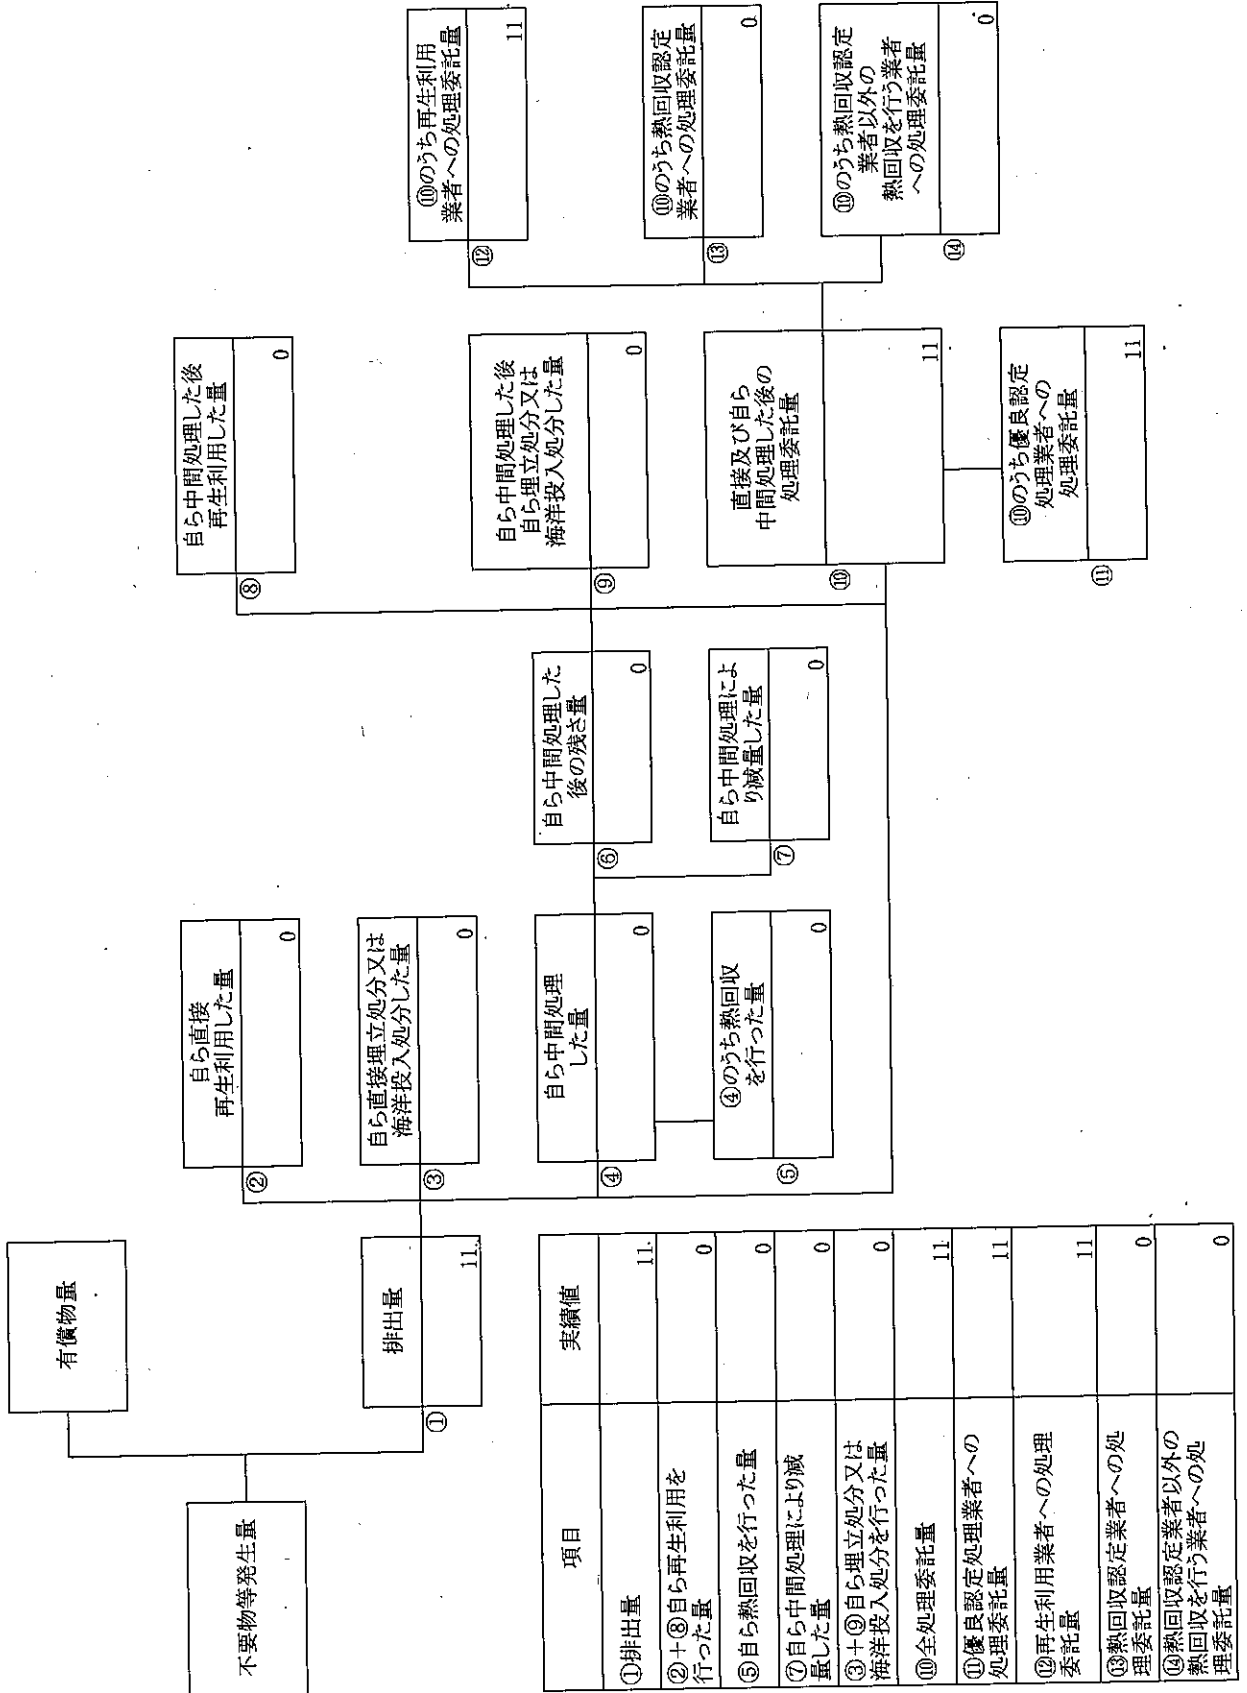 不要物等発生量
有償物量
①
排出量
11
②
自ら直接
再生利用した量
0
③
自ら直接埋立処分又は
海洋投入処分した量
0
④
自ら中間処理
した量
0
⑤
④のうち熱回収
を行った量
0
⑥
自ら中間処理した
後の残さ量
0
⑦
自ら中間処理によ
り減量した量
0
⑧
自ら中間処理した後
再生利用した量
0
⑨
自ら中間処理した後
自ら埋立処分又は
海洋投入処分した量
0
⑩
直接及び自ら
中間処理した後の
処理委託量
11
⑪
⑩のうち優良認定
処理業者への
処理委託量
11
⑫
⑩のうち再生利用
業者への処理委託量
11
⑬
⑩のうち熱回収認定
業者への処理委託量
0
⑭
⑩のうち熱回収認定
業者以外の
熱回収を行う業者
への処理委託量
0
項目 実績値
①排出量 11
②+⑧自ら再生利用を
行った量 0
⑤自ら熱回収を行った量 0
⑦自ら中間処理により減
量した量 0
③+⑨自ら埋立処分又は
海洋投入処分を行った量 0
⑩全処理委託量 11
⑪優良認定処理業者への
処理委託量 11
⑫再生利用業者への処理
委託量 11
⑬熱回収認定業者への処
理委託量 0
⑭熱回収認定業者以外の
熱回収を行う業者への処
理委託量 0